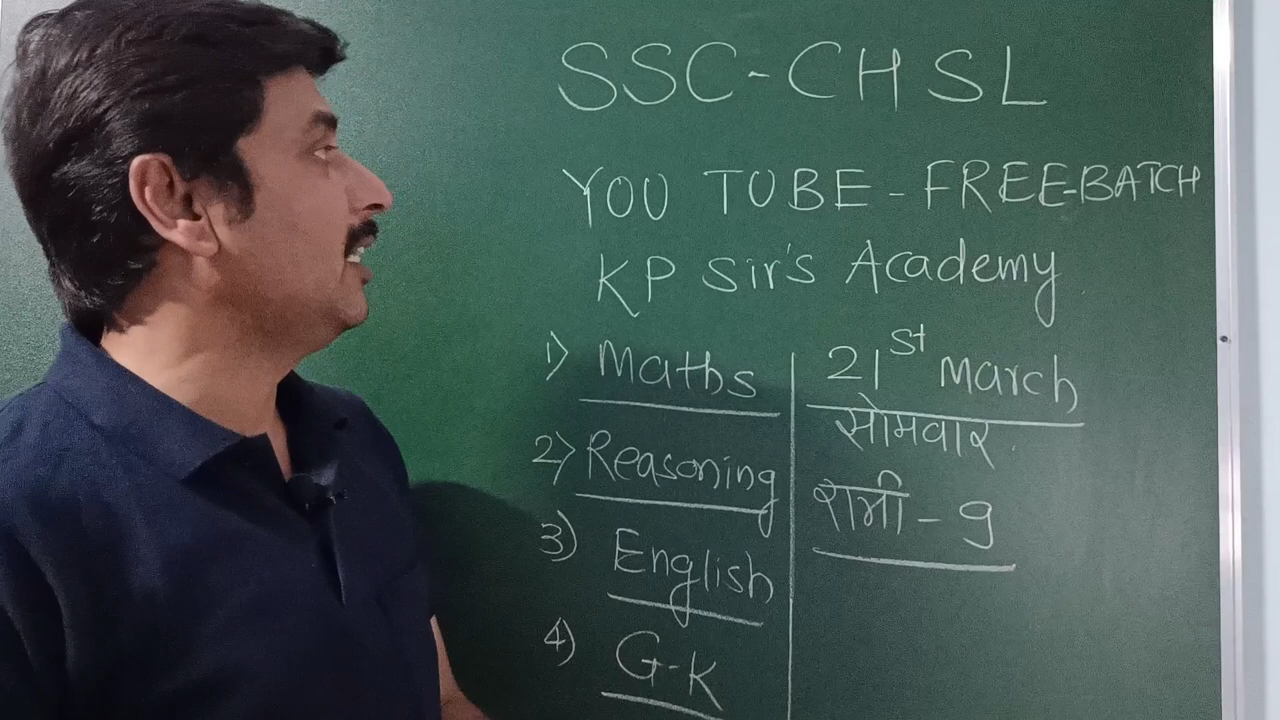 SSC-CHSL
YOU TUBE - FREE-BATCH
KP Sir's Academy
1) Maths
2) Reasoning
3) English
4) G-K
21st March
सोमवार
रात्री - 9